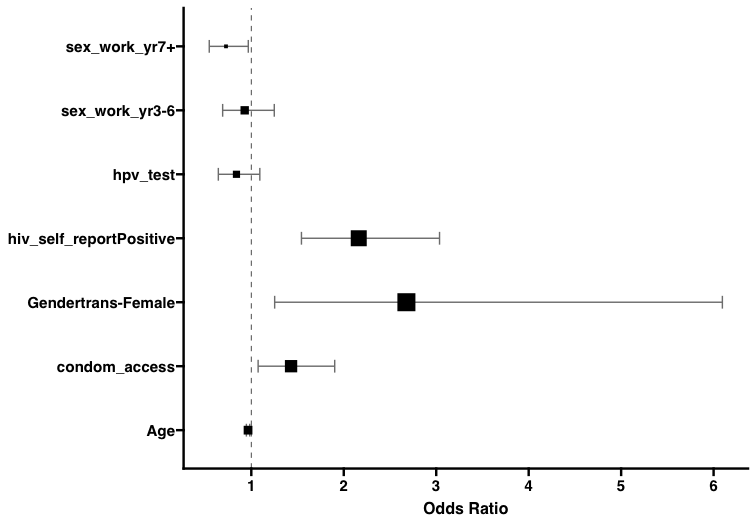 sex_work_yr7+
sex_work_yr3-6
hpv_test
hiv_self_reportPositive
Gendertrans-Female
condom_access
Age
1 2 3 4 5 6
Odds Ratio